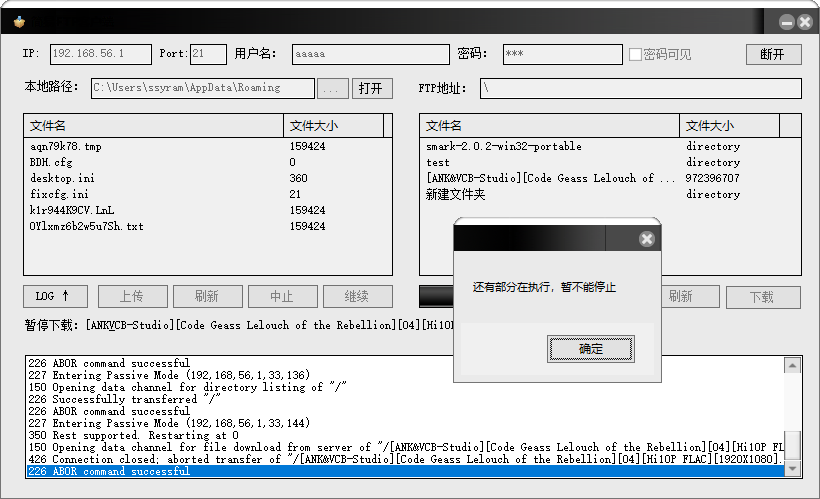 IP: 192.168.56.1 Port: 21 用户名: aaaaa 密码: *** 密码可见 断开
本地路径: C:\Users\ssyram\AppData\Roaming ... 打开 FTP地址: \
文件名 文件大小
aqn79k78.tmp 159424
BDM.cfg 0
desktop.ini 360
fixcfg.ini 21
k1r944K9CV.LnL 159424
OYlxmz6b2w5u7Sh.txt 159424
文件名 文件大小
smark-2.0.2-win32-portable directory
test directory
[ANK&VCB-Studio][Code Geass Lelouch of ... 972396707
新建文件夹 directory
还有部分在执行，暂不能停止
确定
LOG ↑ 上传 刷新 中止 继续 刷新 下载
暂停下载: [ANKVCB-Studio][Code Geass Lelouch of the Rebellion][04][Hi10P
226 ABOR command successful
227 Entering Passive Mode (192,168,56,1,33,136)
150 Opening data channel for directory listing of "/"
226 Successfully transferred "/"
226 ABOR command successful
227 Entering Passive Mode (192,168,56,1,33,144)
350 Rest supported. Restarting at 0
150 Opening data channel for file download from server of "/[ANK&VCB-Studio][Code Geass Lelouch of the Rebellion][04][Hi10P FL
426 Connection closed; aborted transfer of "/[ANK&VCB-Studio][Code Geass Lelouch of the Rebellion][04][Hi10P FLAC][1920X1080].
226 ABOR command successful